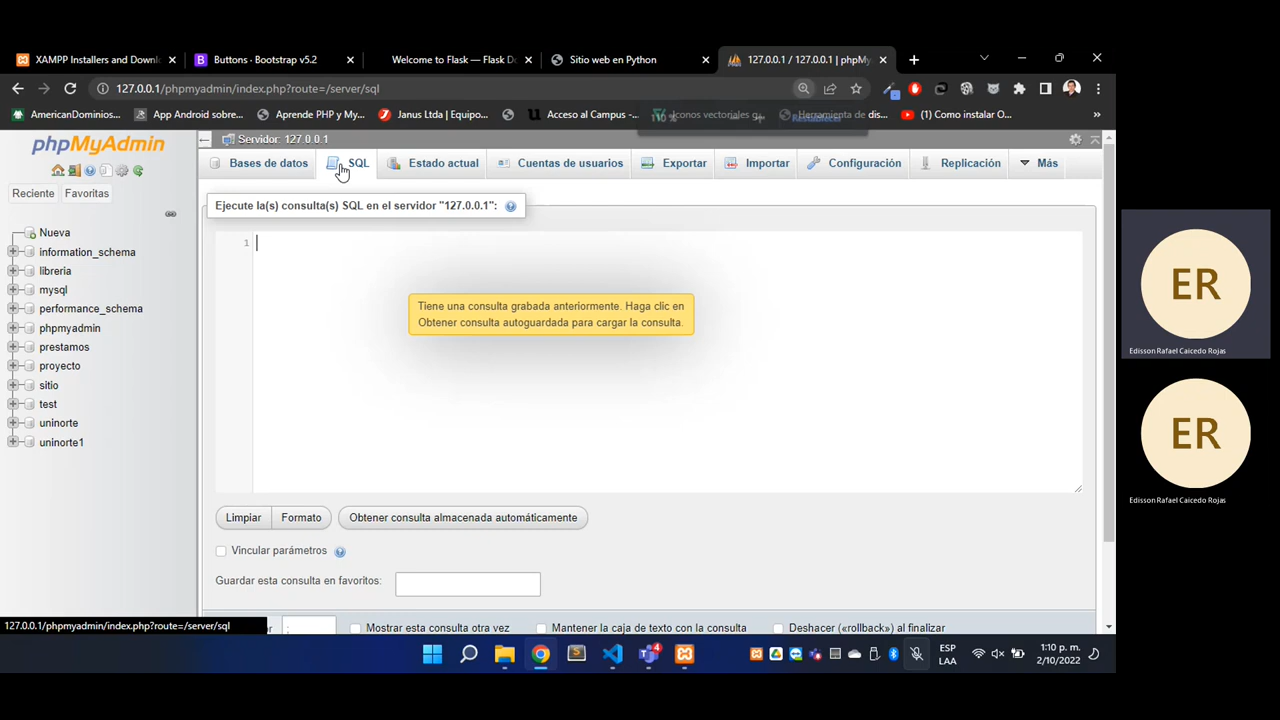 XAMPP Installers and Downlo
Buttons · Bootstrap v5.2
Welcome to Flask — Flask D
Sitio web en Python
127.0.0.1 / 127.0.0.1 | phpMy
127.0.0.1/phpmyadmin/index.php?route=/server/sql
AmericanDominios...
App Android sobre...
Aprende PHP y My...
Janus Ltda | Equipo...
Acceso al Campus -...
Iconos vectoriales g...
Herramienta de dis...
(1) Como instalar O...
»
phpMyAdmin
Reciente
Favoritas
Nueva
information_schema
libreria
mysql
performance_schema
phpmyadmin
prestamos
proyecto
sitio
test
uninorte
uninorte1
Servidor: 127.0.0.1
Bases de datos
SQL
Estado actual
Cuentas de usuarios
Exportar
Importar
Configuración
Replicación
Más
Ejecute la(s) consulta(s) SQL en el servidor "127.0.0.1":
1
Tiene una consulta grabada anteriormente. Haga clic en
Obtener consulta autoguardada para cargar la consulta.
Limpiar
Formato
Obtener consulta almacenada automáticamente
Vincular parámetros
Guardar esta consulta en favoritos:
127.0.0.1/phpmyadmin/index.php?route=/server/sql
or
;
Mostrar esta consulta otra vez
Mantener la caja de texto con la consulta
Deshacer («rollback») al finalizar
4
ESP
LAA
1:10 p. m.
2/10/2022
ER
Edisson Rafael Caicedo Rojas
ER
Edisson Rafael Caicedo Rojas